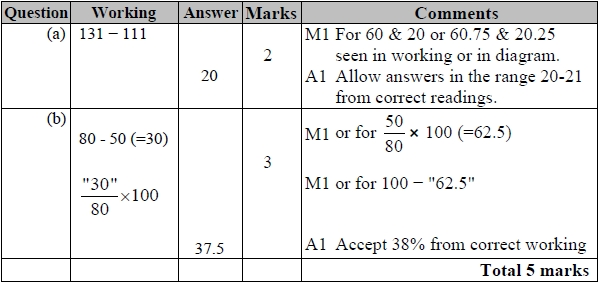 Question Working Answer Marks Comments
(a) 131 – 111 20 2 M1 For 60 & 20 or 60.75 & 20.25
seen in working or in diagram.
A1 Allow answers in the range 20-21
from correct readings.
(b) 80 - 50 (=30) 3 M1 or for 50/80 × 100 (=62.5)
"30"/80 ×100 M1 or for 100 − "62.5"
37.5 A1 Accept 38% from correct working
Total 5 marks